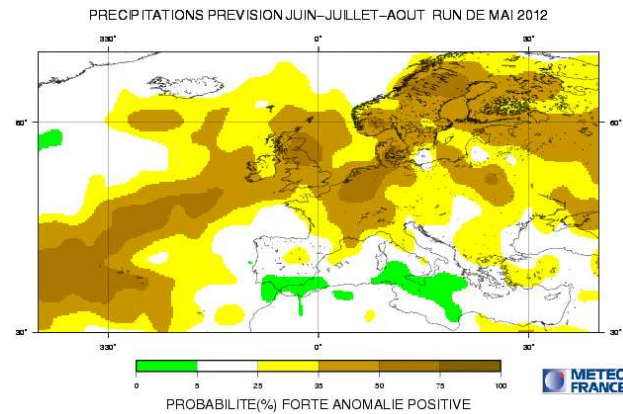 PRECIPITATIONS PREVISION JUIN-JUILLET-AOUT RUN DE MAI 2012
60°
60°
30°
30°
330°
0°
30°
330°
0°
30°
0 5 25 35 50 75 100
PROBABILITE(%) FORTE ANOMALIE POSITIVE
METEO
FRANCE